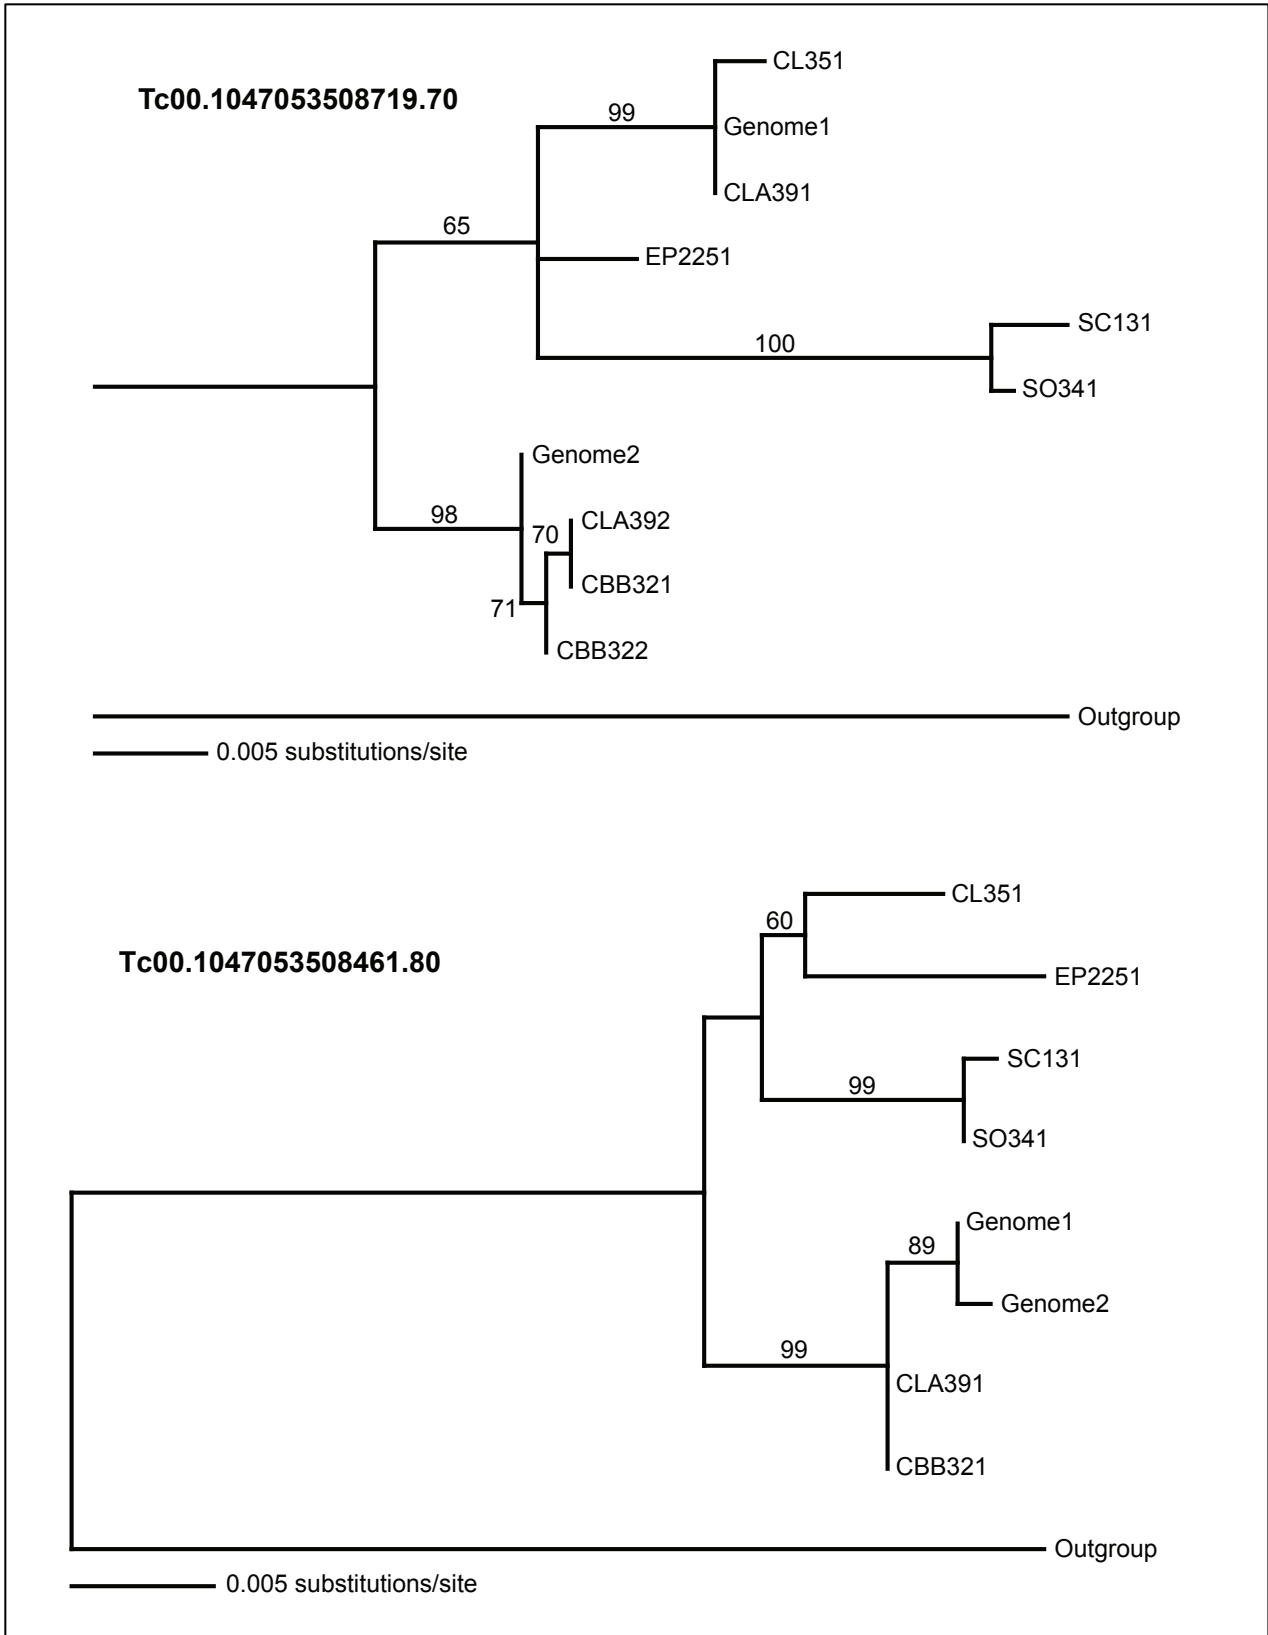 CL351
Tc00.1047053508719.70
99
Genome1
CLA391
65
EP2251
SC131
100
SO341
Genome2
98
CLA392
70
CBB321
71
CBB322
Outgroup
0.005 substitutions/site
CL351
60
Tc00.1047053508461.80
EP2251
SC131
99
SO341
Genome1
89
Genome2
99
CLA391
CBB321
Outgroup
0.005 substitutions/site